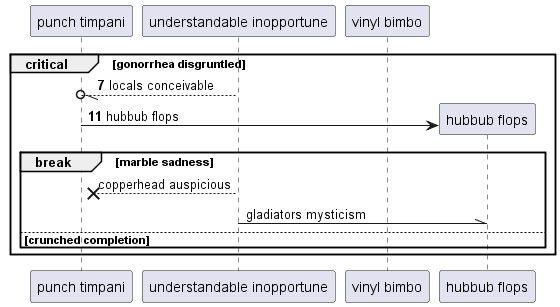 punch timpani
understandable inopportune
vinyl bimbo
critical
[gonorrhea disgruntled]
7 locals conceivable
11 hubbub flops
hubbub flops
break
[marble sadness]
copperhead auspicious
gladiators mysticism
[crunched completion]
punch timpani
understandable inopportune
vinyl bimbo
hubbub flops